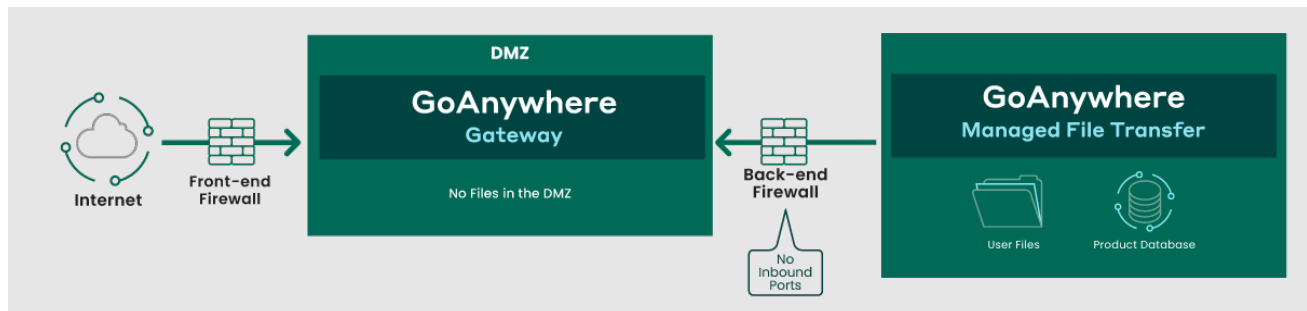 Internet
Front-end
Firewall
DMZ
GoAnywhere
Gateway
No Files in the DMZ
Back-end
Firewall
No
Inbound
Ports
GoAnywhere
Managed File Transfer
User Files
Product Database